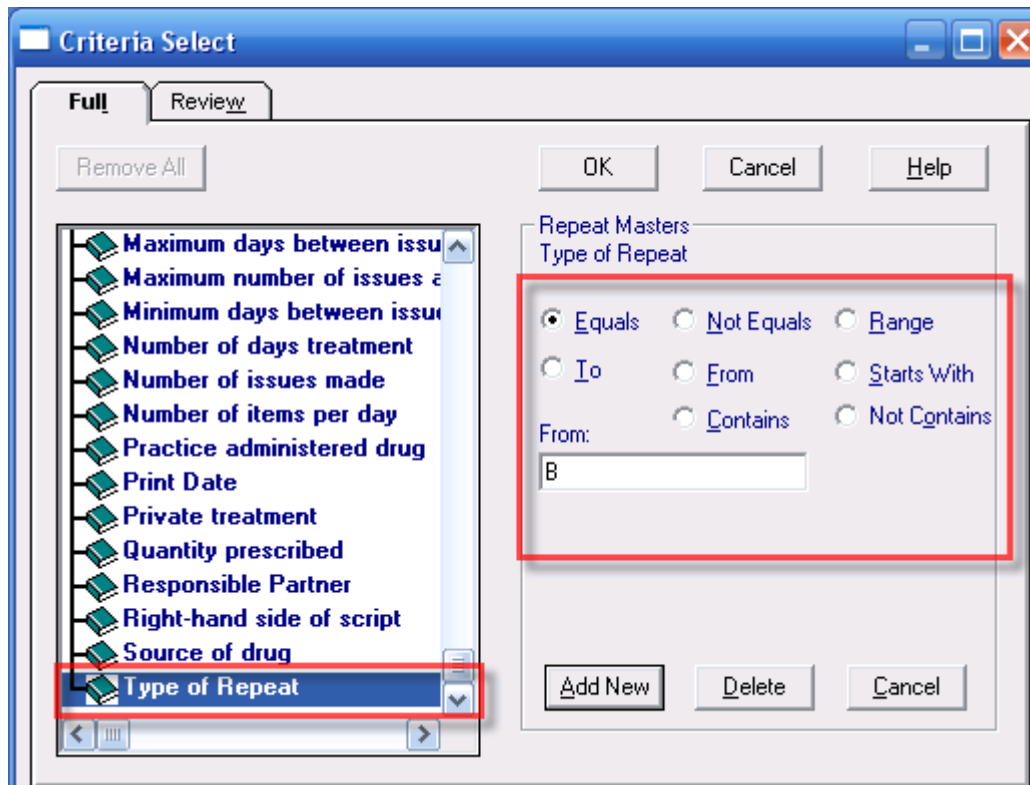 Criteria Select
Full
Review
Remove All
OK
Cancel
Help
Maximum days between issu
Maximum number of issues a
Minimum days between issue
Number of days treatment
Number of issues made
Number of items per day
Practice administered drug
Print Date
Private treatment
Quantity prescribed
Responsible Partner
Right-hand side of script
Source of drug
Type of Repeat
Repeat Masters
Type of Repeat
Equals
Not Equals
Range
To
From
Starts With
Contains
Not Contains
From:
B
Add New
Delete
Cancel